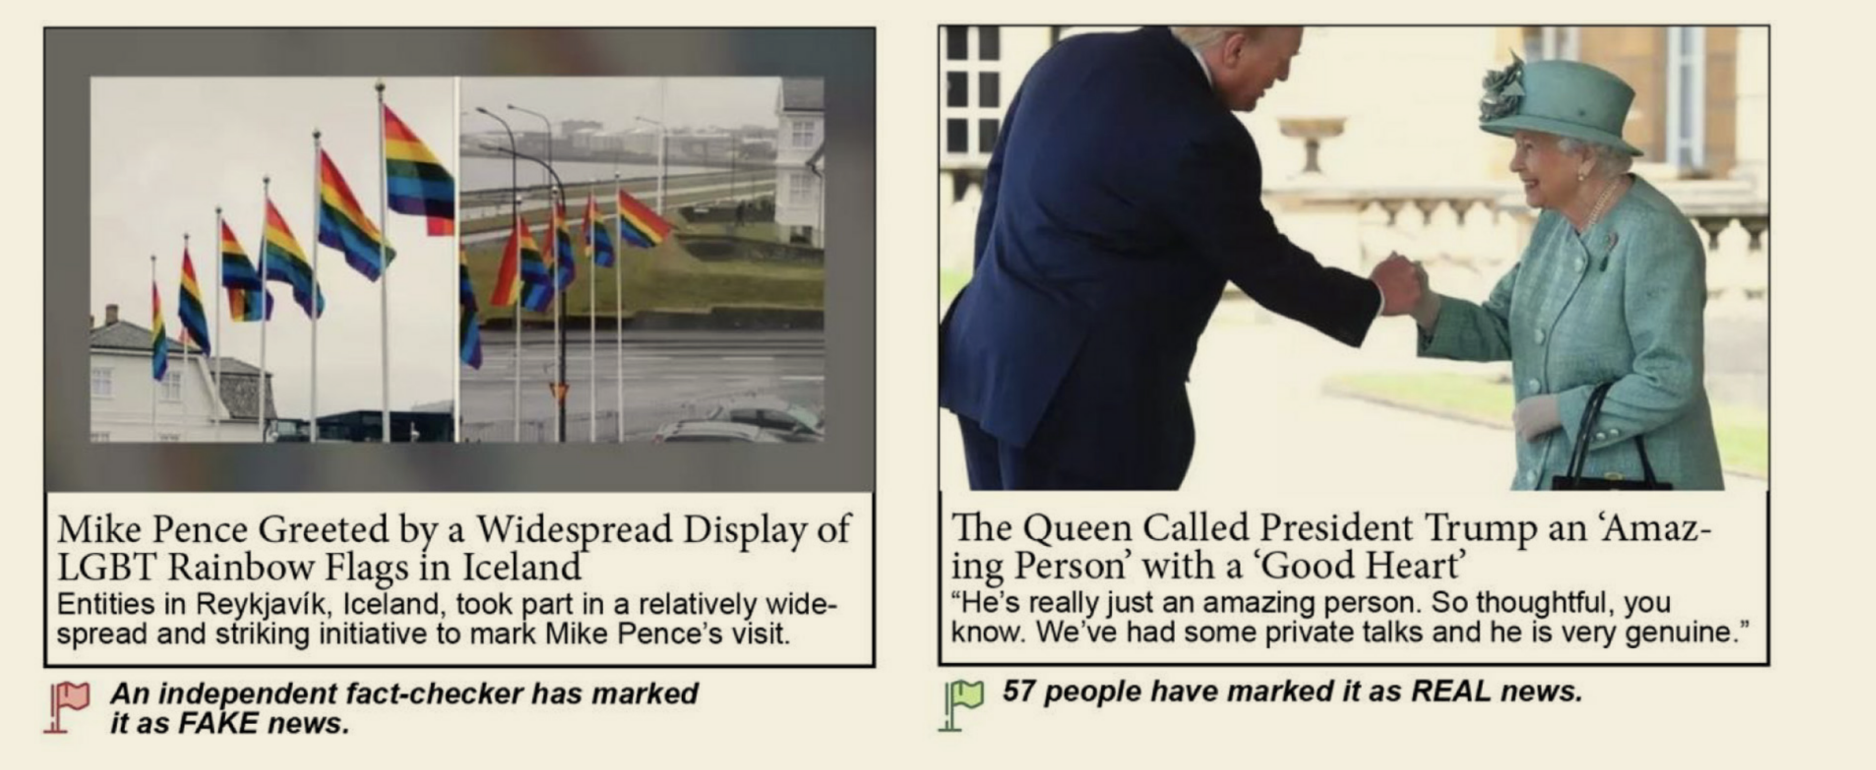 Mike Pence Greeted by a Widespread Display of
LGBT Rainbow Flags in Iceland
Entities in Reykjavík, Iceland, took part in a relatively wide-
spread and striking initiative to mark Mike Pence's visit.
An independent fact-checker has marked
it as FAKE news.
The Queen Called President Trump an ‘Amaz-
ing Person’ with a ‘Good Heart’
“He's really just an amazing person. So thoughtful, you
know. We've had some private talks and he is very genuine.”
57 people have marked it as REAL news.